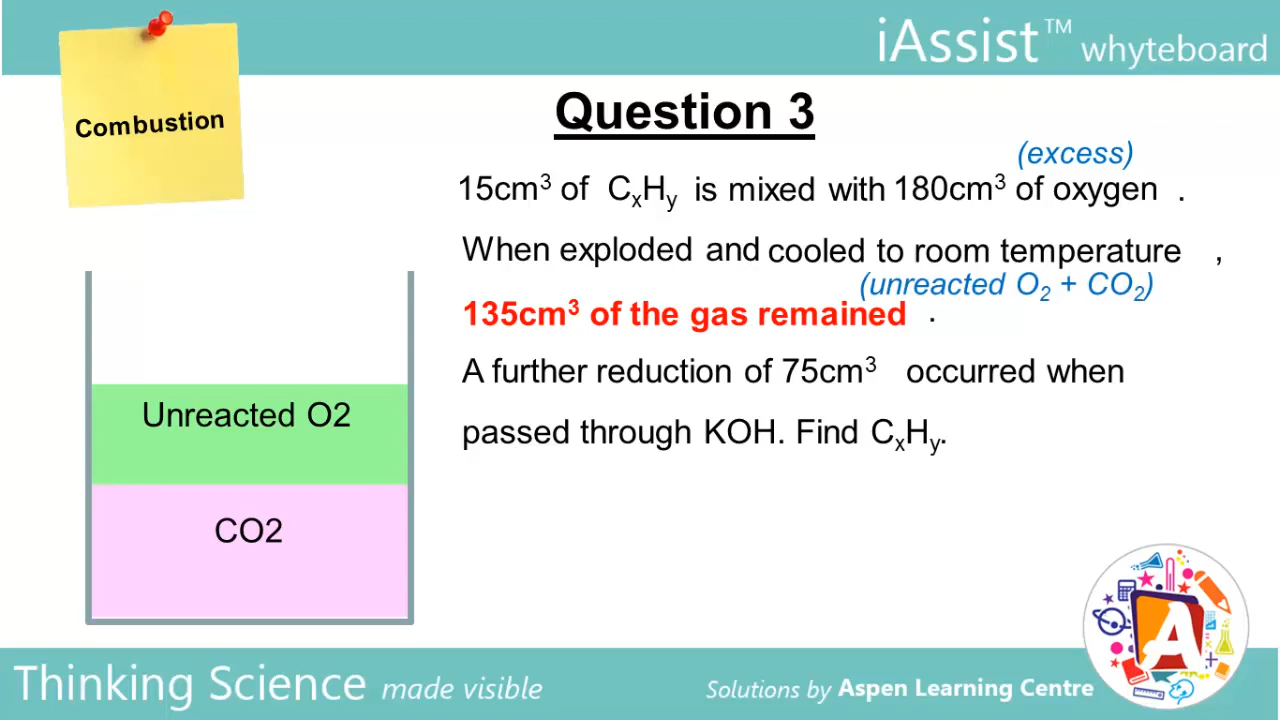 iAssist™ whyteboard
Combustion
Question 3
(excess)
15cm³ of CₓHᵧ is mixed with 180cm³ of oxygen .
When exploded and cooled to room temperature ,
(unreacted O₂ + CO₂)
135cm³ of the gas remained .
A further reduction of 75cm³ occurred when
passed through KOH. Find CₓHᵧ.
Unreacted O2
CO2
A
Thinking Science made visible
Solutions by Aspen Learning Centre